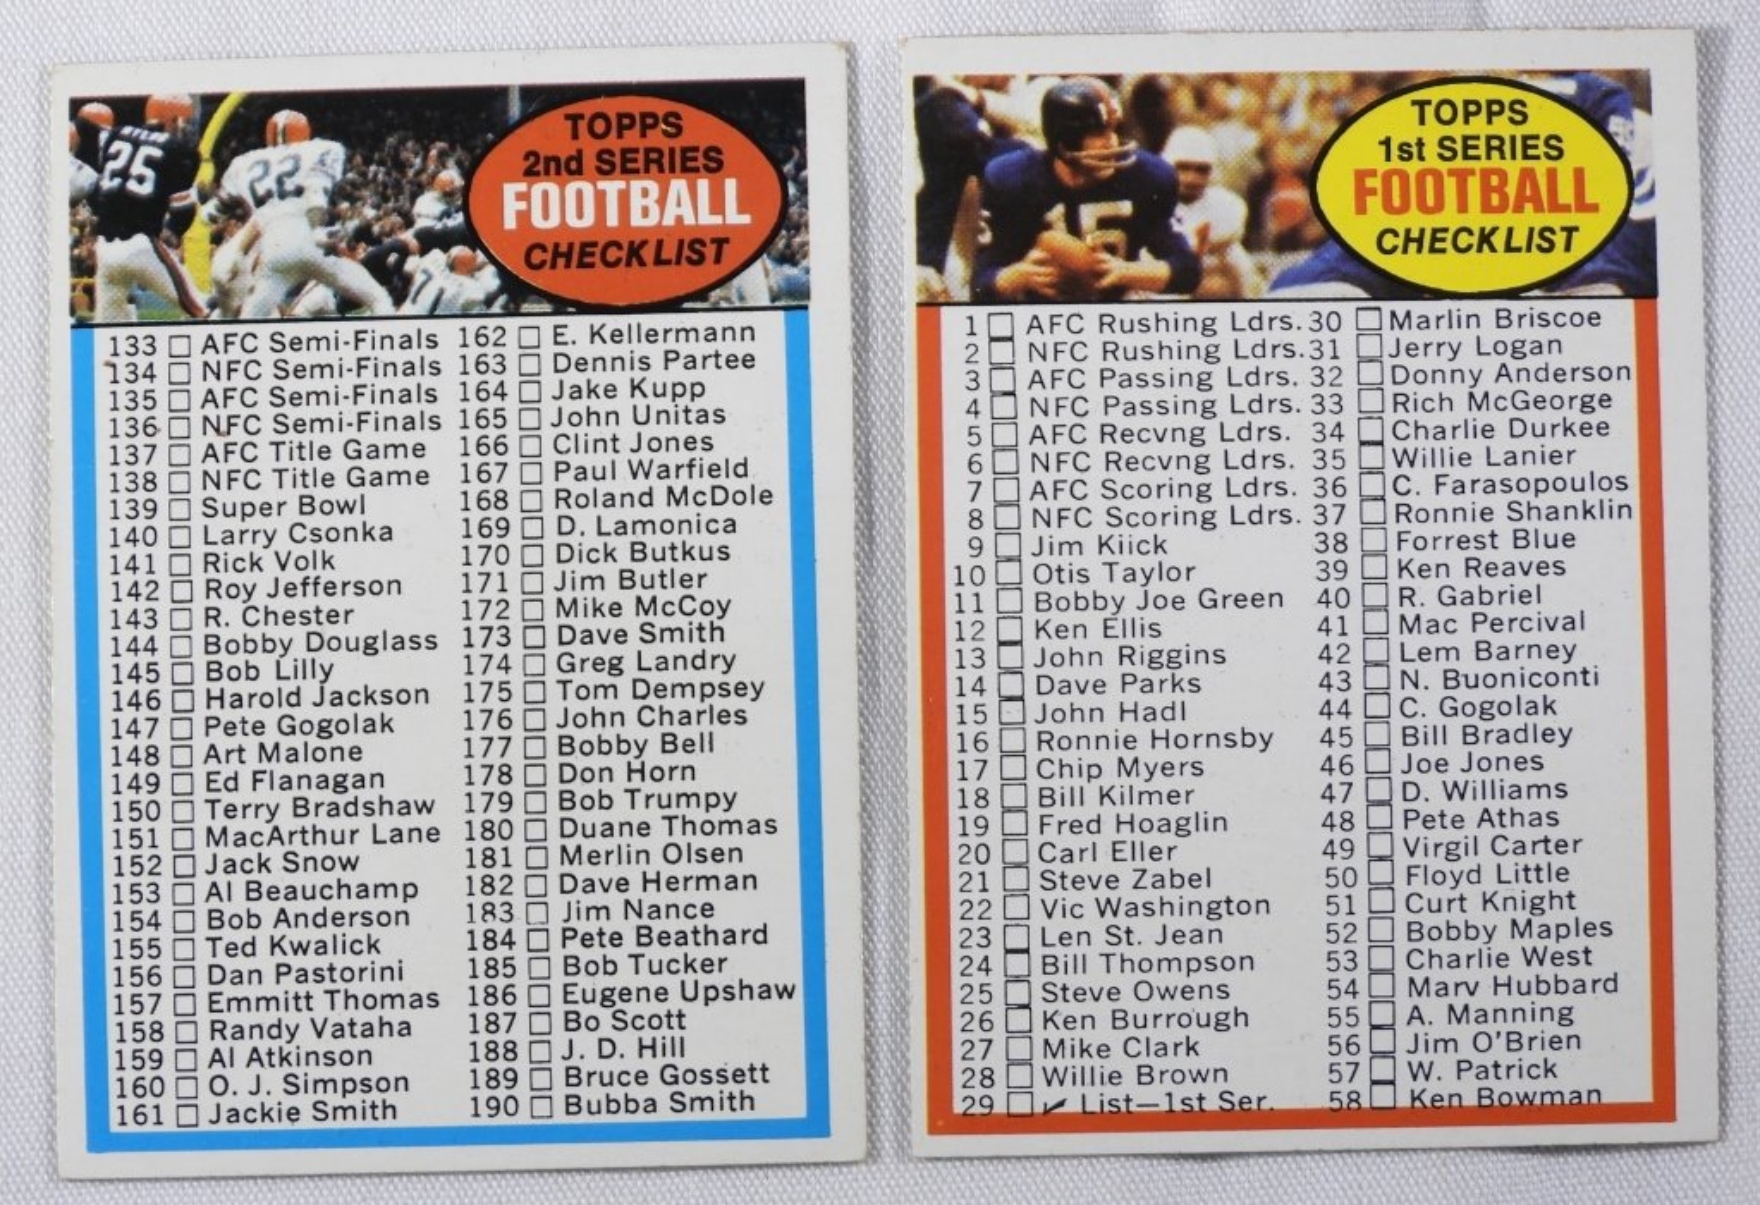 25
22
71
TOPPS
2nd SERIES
FOOTBALL
CHECKLIST
133 AFC Semi-Finals
134 NFC Semi-Finals
135 AFC Semi-Finals
136 NFC Semi-Finals
137 AFC Title Game
138 NFC Title Game
139 Super Bowl
140 Larry Csonka
141 Rick Volk
142 Roy Jefferson
143 R. Chester
144 Bobby Douglass
145 Bob Lilly
146 Harold Jackson
147 Pete Gogolak
148 Art Malone
149 Ed Flanagan
150 Terry Bradshaw
151 MacArthur Lane
152 Jack Snow
153 Al Beauchamp
154 Bob Anderson
155 Ted Kwalick
156 Dan Pastorini
157 Emmitt Thomas
158 Randy Vataha
159 Al Atkinson
160 O. J. Simpson
161 Jackie Smith
162 E. Kellermann
163 Dennis Partee
164 Jake Kupp
165 John Unitas
166 Clint Jones
167 Paul Warfield
168 Roland McDole
169 D. Lamonica
170 Dick Butkus
171 Jim Butler
172 Mike McCoy
173 Dave Smith
174 Greg Landry
175 Tom Dempsey
176 John Charles
177 Bobby Bell
178 Don Horn
179 Bob Trumpy
180 Duane Thomas
181 Merlin Olsen
182 Dave Herman
183 Jim Nance
184 Pete Beathard
185 Bob Tucker
186 Eugene Upshaw
187 Bo Scott
188 J. D. Hill
189 Bruce Gossett
190 Bubba Smith
15
TOPPS
1st SERIES
FOOTBALL
CHECKLIST
1 AFC Rushing Ldrs.
2 NFC Rushing Ldrs.
3 AFC Passing Ldrs.
4 NFC Passing Ldrs.
5 AFC Recvng Ldrs.
6 NFC Recvng Ldrs.
7 AFC Scoring Ldrs.
8 NFC Scoring Ldrs.
9 Jim Kiick
10 Otis Taylor
11 Bobby Joe Green
12 Ken Ellis
13 John Riggins
14 Dave Parks
15 John Hadl
16 Ronnie Hornsby
17 Chip Myers
18 Bill Kilmer
19 Fred Hoaglin
20 Carl Eller
21 Steve Zabel
22 Vic Washington
23 Len St. Jean
24 Bill Thompson
25 Steve Owens
26 Ken Burrough
27 Mike Clark
28 Willie Brown
29 ✓ List—1st Ser.
30 Marlin Briscoe
31 Jerry Logan
32 Donny Anderson
33 Rich McGeorge
34 Charlie Durkee
35 Willie Lanier
36 C. Farasopoulos
37 Ronnie Shanklin
38 Forrest Blue
39 Ken Reaves
40 R. Gabriel
41 Mac Percival
42 Lem Barney
43 N. Buoniconti
44 C. Gogolak
45 Bill Bradley
46 Joe Jones
47 D. Williams
48 Pete Athas
49 Virgil Carter
50 Floyd Little
51 Curt Knight
52 Bobby Maples
53 Charlie West
54 Marv Hubbard
55 A. Manning
56 Jim O'Brien
57 W. Patrick
58 Ken Bowman